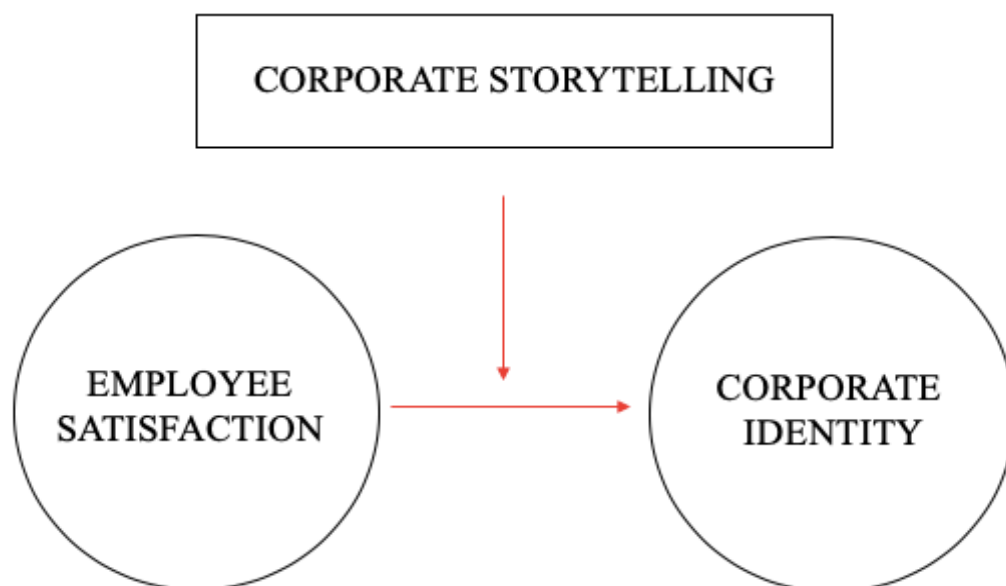 CORPORATE STORYTELLING
EMPLOYEE
SATISFACTION
CORPORATE
IDENTITY